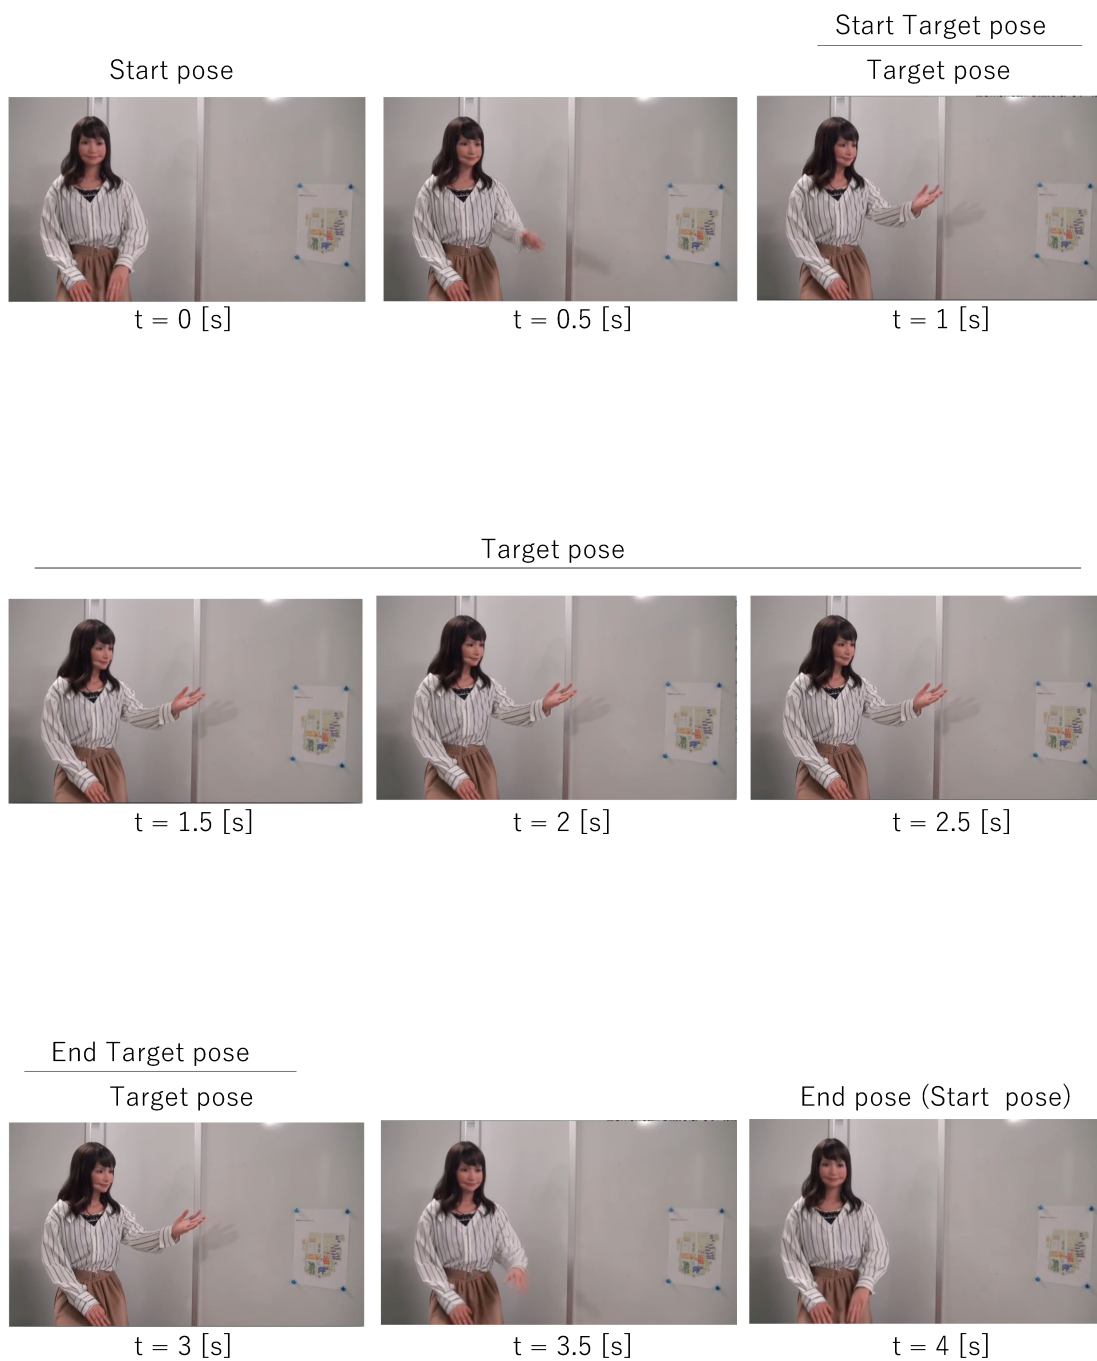 Start Target pose
Start pose
Target pose
t = 0 [s]
t = 0.5 [s]
t = 1 [s]
Target pose
t = 1.5 [s]
t = 2 [s]
t = 2.5 [s]
End Target pose
Target pose
End pose (Start pose)
t = 3 [s]
t = 3.5 [s]
t = 4 [s]